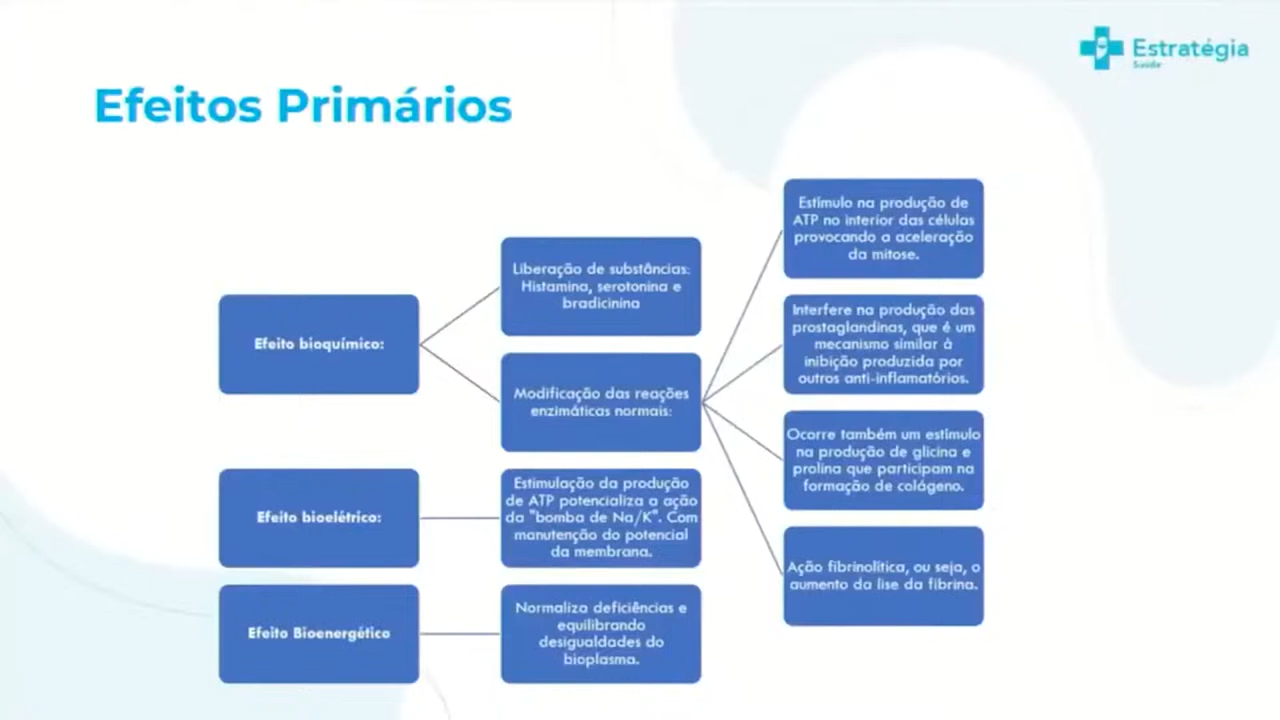 Estratégia
Saúde
Efeitos Primários
Efeito bioquímico:
Liberação de substâncias:
Histamina, serotonina e
bradicinina
Modificação das reações
enzimáticas normais:
Estímulo na produção de
ATP no interior das células
provocando a aceleração
da mitose.
Interfere na produção das
prostaglandinas, que é um
mecanismo similar à
inibição produzida por
outros anti-inflamatórios.
Ocorre também um estímulo
na produção de glicina e
prolina que participam na
formação de colágeno.
Ação fibrinolítica, ou seja, o
aumento da lise da fibrina.
Efeito bioelétrico:
Estimulação da produção
de ATP potencializa a ação
da "bomba de Na/K". Com
manutenção do potencial
da membrana.
Efeito Bioenergético
Normaliza deficiências e
equilibrando
desigualdades do
bioplasma.